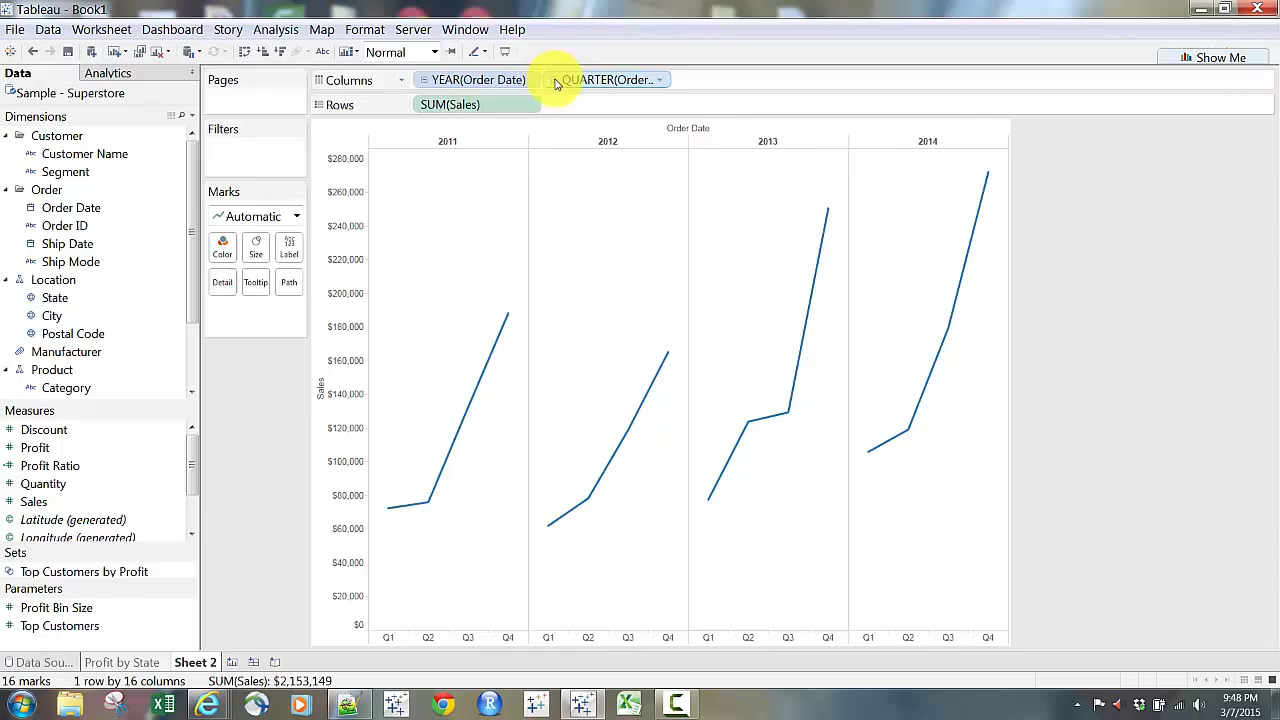 Tableau - Book1
File Data Worksheet Dashboard Story Analysis Map Format Server Window Help
Abc Normal Show Me
Data Analytics
Sample - Superstore
Dimensions
Customer
Abc Customer Name
Abc Segment
Order
Order Date
Abc Order ID
Ship Date
Abc Ship Mode
Location
State
City
Postal Code
Manufacturer
Product
Abc Category
Measures
Discount
Profit
Profit Ratio
Quantity
Sales
Latitude (generated)
Longitude (generated)
Sets
Top Customers by Profit
Parameters
Profit Bin Size
Top Customers
Pages
Filters
Marks
Automatic
Color Size Label
Detail Tooltip Path
Columns YEAR(Order Date) QUARTER(Order..
Rows SUM(Sales)
Order Date
2011 2012 2013 2014
$280,000
$260,000
$240,000
$220,000
$200,000
$180,000
$160,000
$140,000
$120,000
$100,000
$80,000
$60,000
$40,000
$20,000
$0
Sales
Q1 Q2 Q3 Q4 Q1 Q2 Q3 Q4 Q1 Q2 Q3 Q4 Q1 Q2 Q3 Q4
Data Sou... Profit by State Sheet 2
16 marks 1 row by 16 columns SUM(Sales): $2,153,149
9:48 PM
3/7/2015